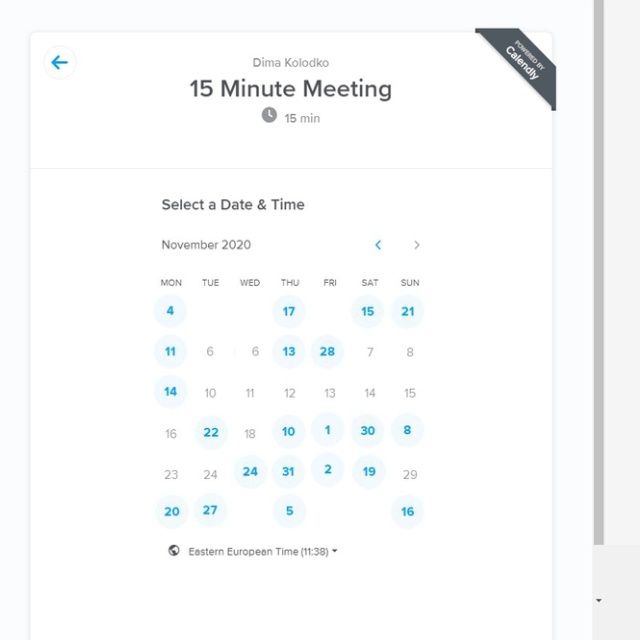 POWERED BY
Calendly
Dima Kolodko
15 Minute Meeting
15 min
Select a Date & Time
November 2020
MON TUE WED THU FRI SAT SUN
4 17 15 21
11 6 6 13 28 7 8
14 10 11 12 13 14 15
16 22 18 10 1 30 8
23 24 24 31 2 19 29
20 27 5 16
Eastern European Time (11:38)